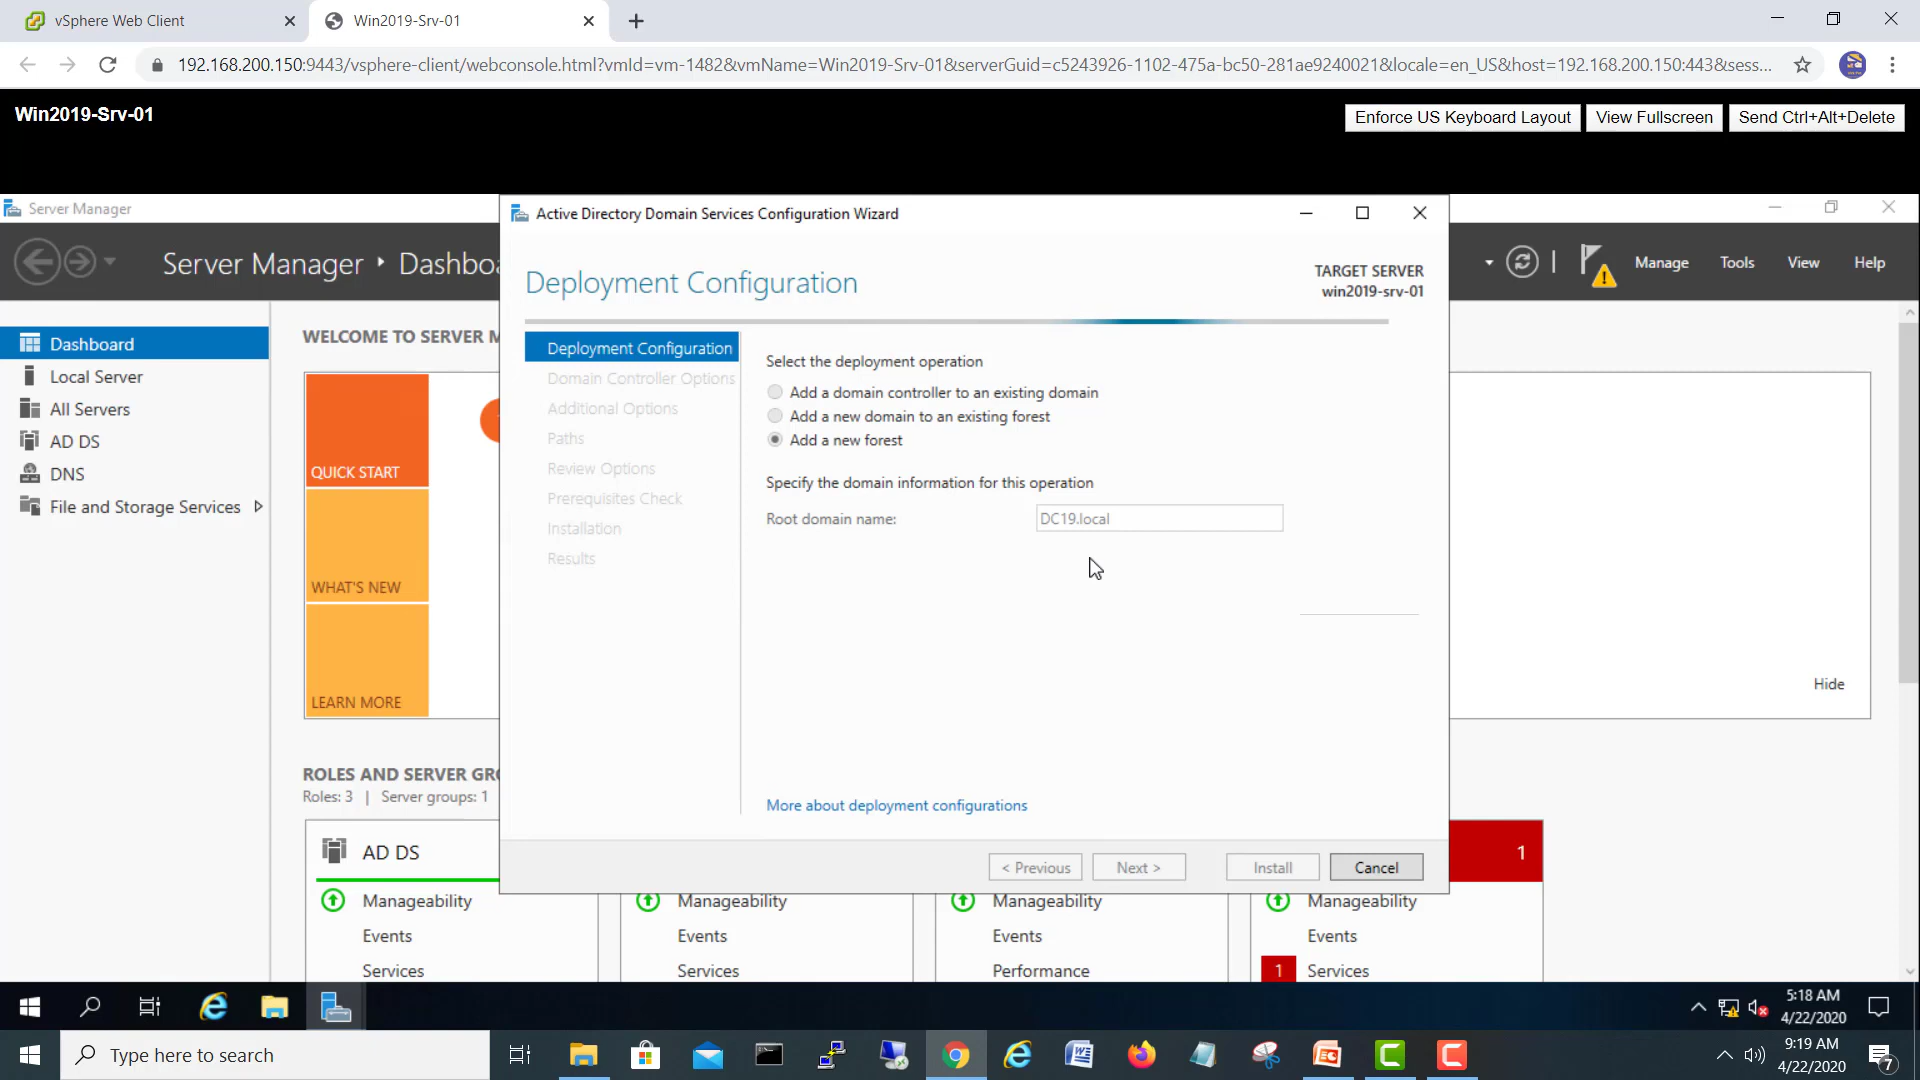 vSphere Web Client
Win2019-Srv-01
192.168.200.150:9443/vsphere-client/webconsole.html?vmId=vm-1482&vmName=Win2019-Srv-01&serverGuid=c5243926-1102-475a-bc50-281ae9240021&locale=en_US&host=192.168.200.150:443&sess...
Win2019-Srv-01
Enforce US Keyboard Layout
View Fullscreen
Send Ctrl+Alt+Delete
Server Manager
Server Manager ‣ Dashboa
Manage
Tools
View
Help
Dashboard
Local Server
All Servers
AD DS
DNS
File and Storage Services
WELCOME TO SERVER M
QUICK START
WHAT'S NEW
LEARN MORE
Hide
ROLES AND SERVER GRO
Roles: 3 | Server groups: 1
Active Directory Domain Services Configuration Wizard
Deployment Configuration
TARGET SERVER
win2019-srv-01
Deployment Configuration
Domain Controller Options
Additional Options
Paths
Review Options
Prerequisites Check
Installation
Results
Select the deployment operation
Add a domain controller to an existing domain
Add a new domain to an existing forest
Add a new forest
Specify the domain information for this operation
Root domain name:
DC19.local
More about deployment configurations
< Previous
Next >
Install
Cancel
AD DS
1
Manageability
Events
Services
Manageability
Events
Services
Manageability
Events
Performance
Manageability
Events
1
Services
5:18 AM
4/22/2020
Type here to search
9:19 AM
4/22/2020
7